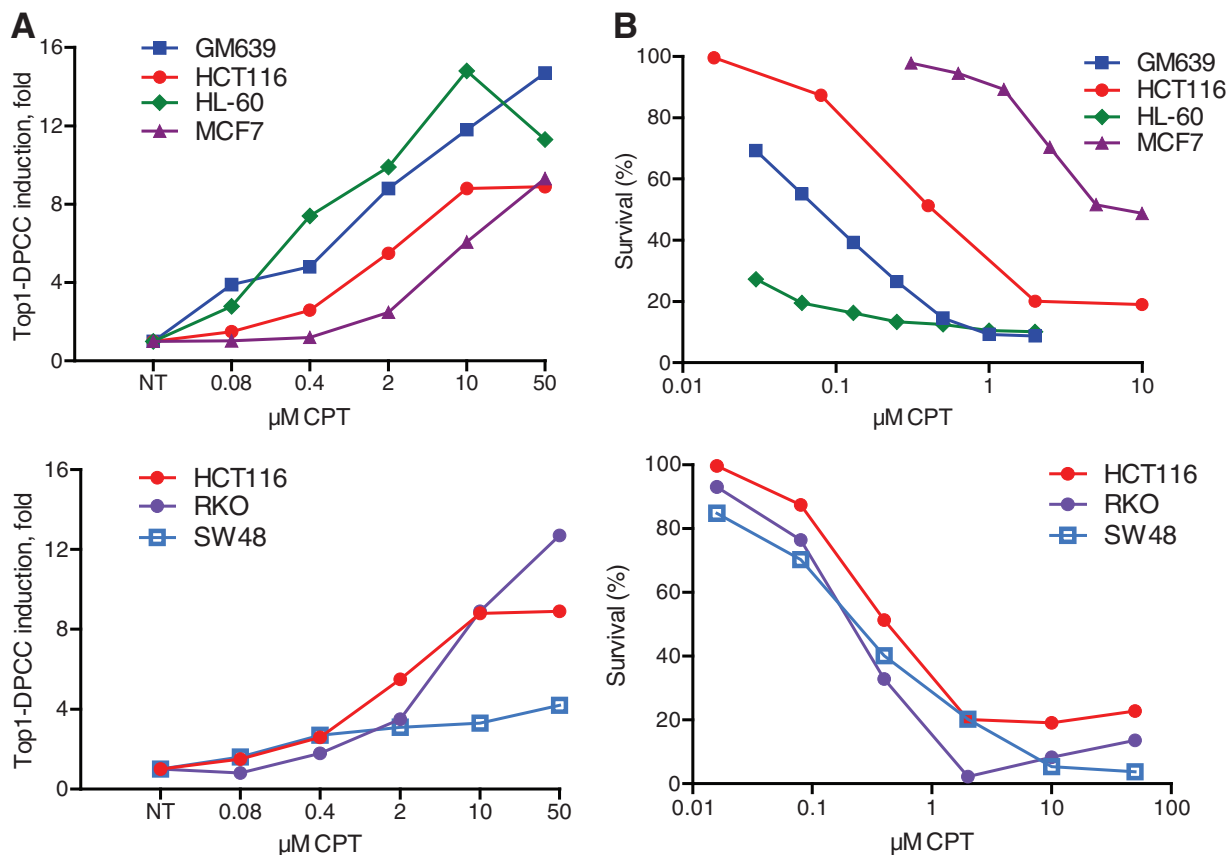 A
Top1-DPCC induction, fold
16
12
8
4
0
GM639
HCT116
HL-60
MCF7
NT 0.08 0.4 2 10 50
µM CPT
B
Survival (%)
100
80
60
40
20
0
GM639
HCT116
HL-60
MCF7
0.01 0.1 1 10
µM CPT
Top1-DPCC induction, fold
16
12
8
4
0
HCT116
RKO
SW48
NT 0.08 0.4 2 10 50
µM CPT
Survival (%)
100
80
60
40
20
0
HCT116
RKO
SW48
0.01 0.1 1 10 100
µM CPT